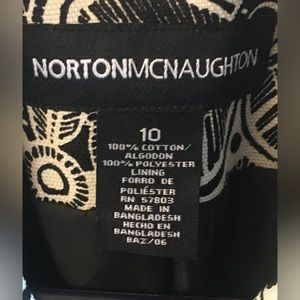 NORTONMCNAUGHTON
10
100% COTTON/
ALGODON
100% POLYESTER
LINING
FORRO DE
POLIÉSTER
RN 57803
MADE IN
BANGLADESH
HECHO EN
BANGLADESH
BAZ/06